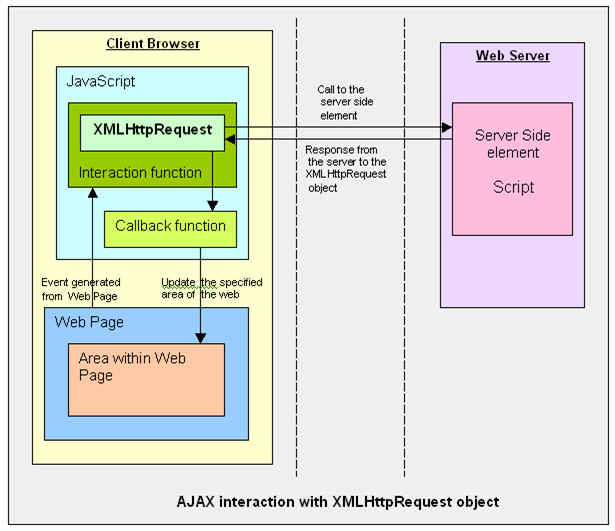 Client Browser
JavaScript
XMLHttpRequest
Interaction function
Callback function
Event generated
from Web Page
Update the specified
area of the web
Web Page
Area within Web
Page
Call to the
server side
element
Response from
the server to the
XMLHttpRequest
object
Web Server
Server Side
element
Script
AJAX interaction with XMLHttpRequest object